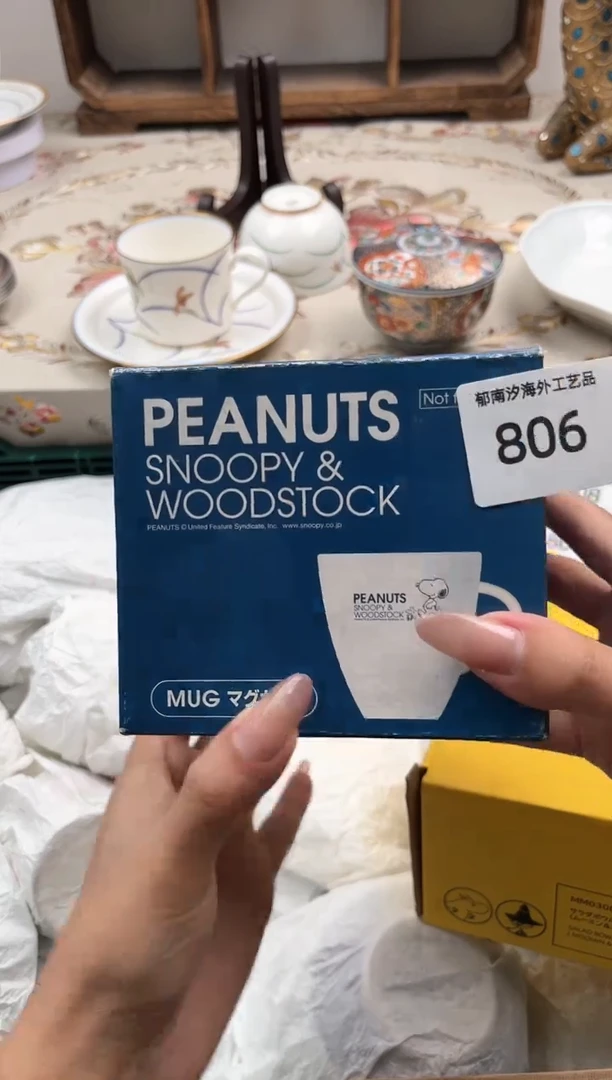 PEANUTS
SNOOPY &
WOODSTOCK
PEANUTS © United Feature Syndicate, Inc. www.snoopy.co.jp
Not
郁南汐海外工艺品
806
PEANUTS
SNOOPY &
WOODSTOCK
MUG マグ